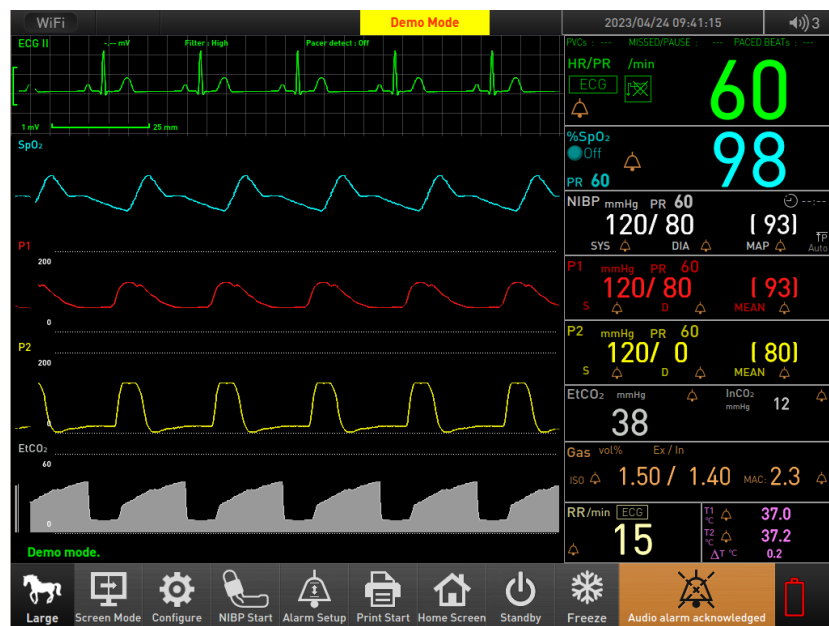 WiFi
Demo Mode
2023/04/24 09:41:15
3
ECG II
-.-- mV
Filter : High
Pacer detect : Off
1 mV
25 mm
PVCs : ---
MISSED/PAUSE : ---
PACED BEATs : ---
HR/PR /min
ECG
60
SpO₂
%SpO₂
Off
98
PR 60
NIBP mmHg PR 60
--:--
120/ 80 ( 93)
SYS DIA MAP
TP
Auto
P1
200
0
P1 mmHg PR 60
120/ 80 ( 93)
S D MEAN
P2
200
0
P2 mmHg PR 60
120/ 0 ( 80)
S D MEAN
EtCO₂
60
0
EtCO₂ mmHg
38
InCO₂
mmHg
12
Gas vol% Ex / In
ISO 1.50 / 1.40 MAC: 2.3
RR/min ECG
15
T1 °C 37.0
T2 °C 37.2
ΔT °C 0.2
Demo mode.
Large
Screen Mode
Configure
NIBP Start
Alarm Setup
Print Start
Home Screen
Standby
Freeze
Audio alarm acknowledged